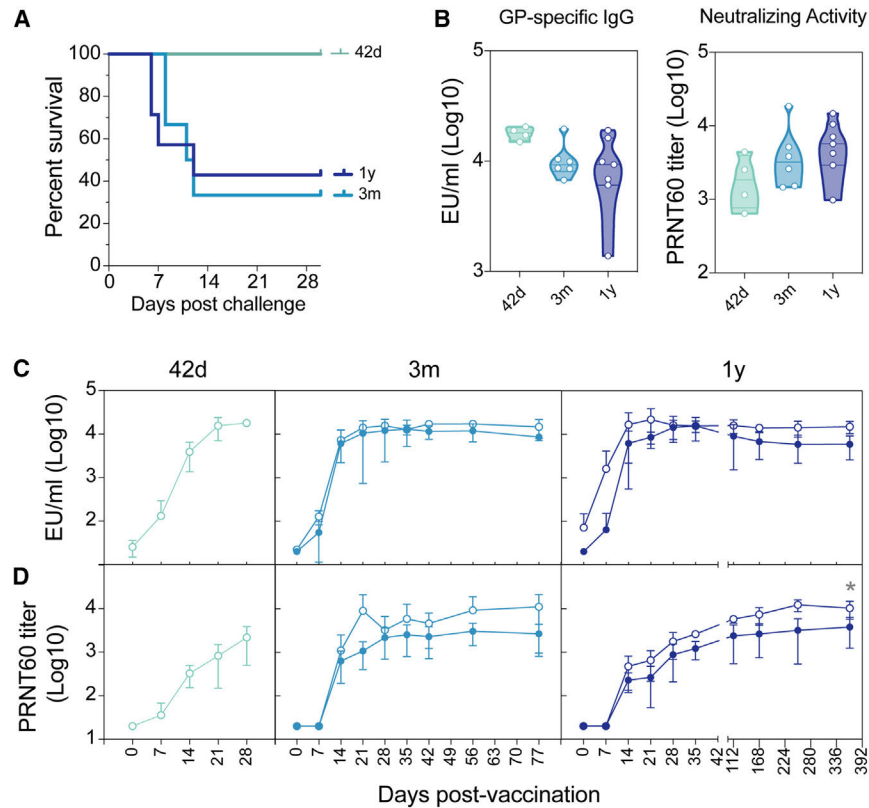 A
Percent survival
100
80
60
40
20
0
0 7 14 21 28
Days post challenge
42d
1y
3m
B
GP-specific IgG
EU/ml (Log10)
5
4
3
42d 3m 1y
Neutralizing Activity
PRNT60 titer (Log10)
5
4
3
2
42d 3m 1y
C
42d 3m 1y
EU/ml (Log10)
5
4
3
2
D
PRNT60 titer
(Log10)
4
3
2
1
*
0 7 14 21 28
0 7 14 21 28 35 42 49 56 63 70 77
0 7 14 21 28 35 42 112 168 224 280 336 392
Days post-vaccination